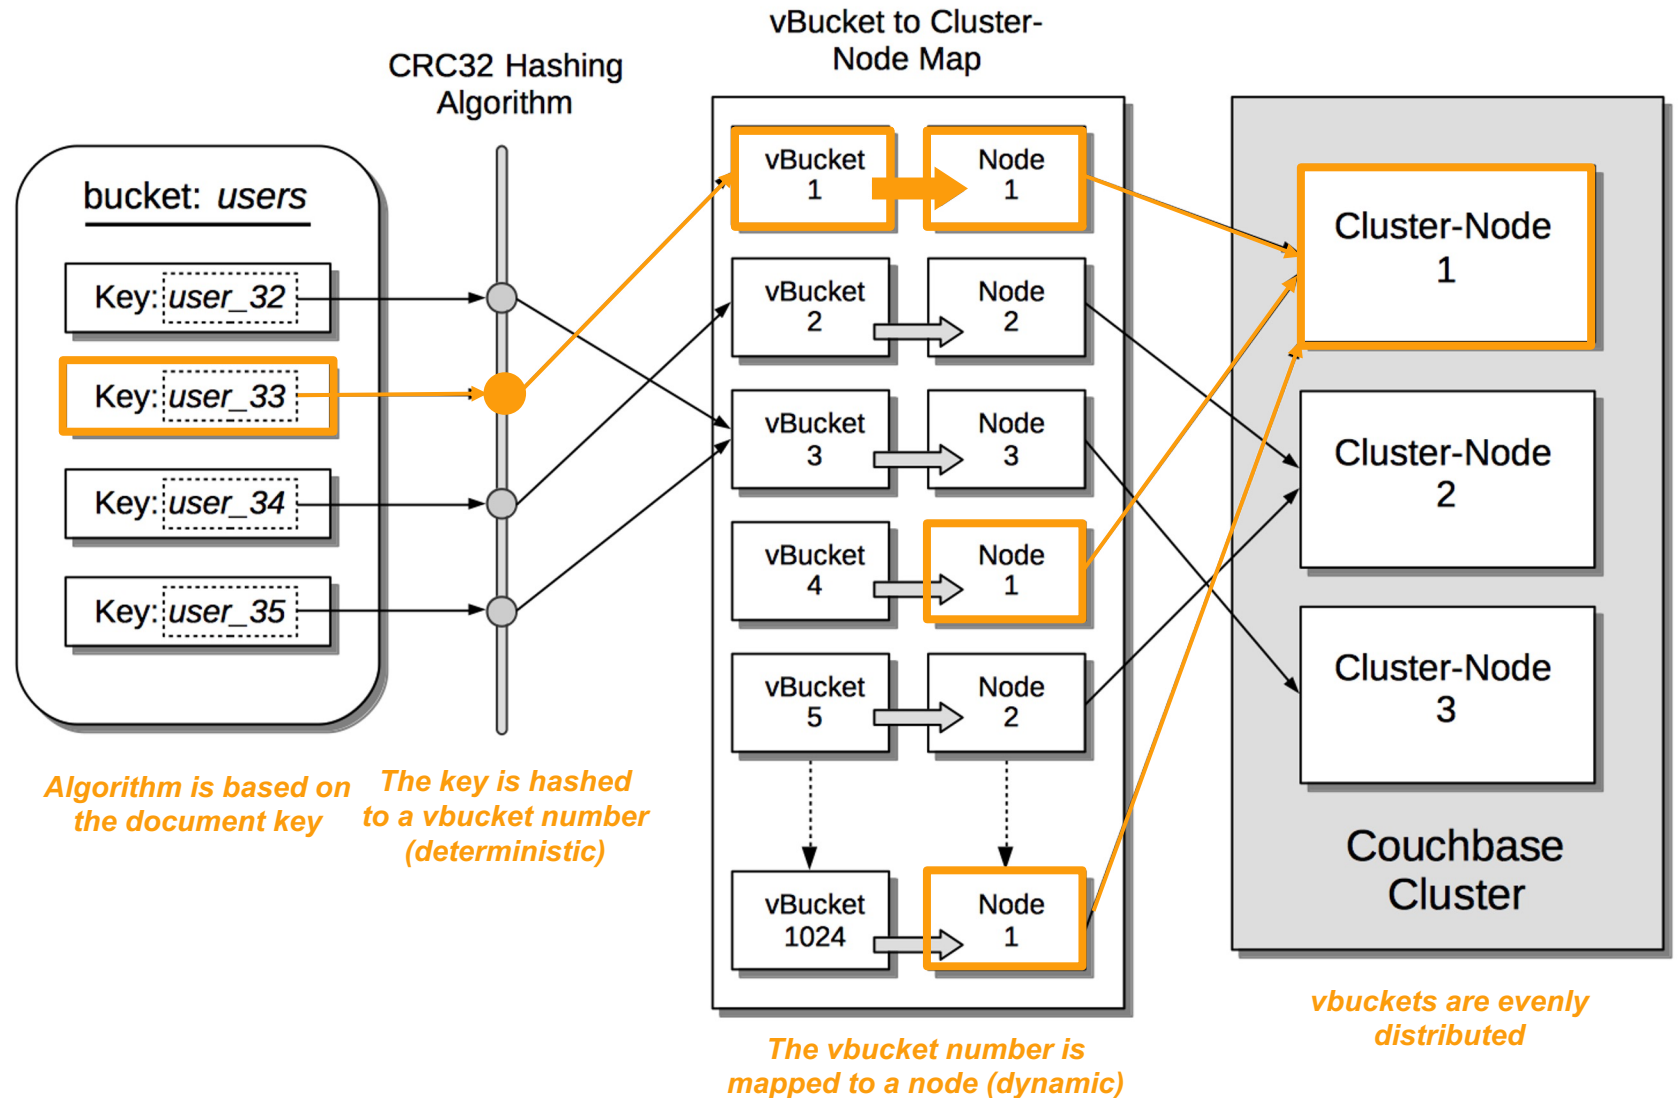 vBucket to Cluster-
Node Map
CRC32 Hashing
Algorithm
bucket: users
Key: user_32
Key: user_33
Key: user_34
Key: user_35
Algorithm is based on
the document key
The key is hashed
to a vbucket number
(deterministic)
vBucket
1
Node
1
vBucket
2
Node
2
vBucket
3
Node
3
vBucket
4
Node
1
vBucket
5
Node
2
vBucket
1024
Node
1
The vbucket number is
mapped to a node (dynamic)
Cluster-Node
1
Cluster-Node
2
Cluster-Node
3
Couchbase
Cluster
vbuckets are evenly
distributed